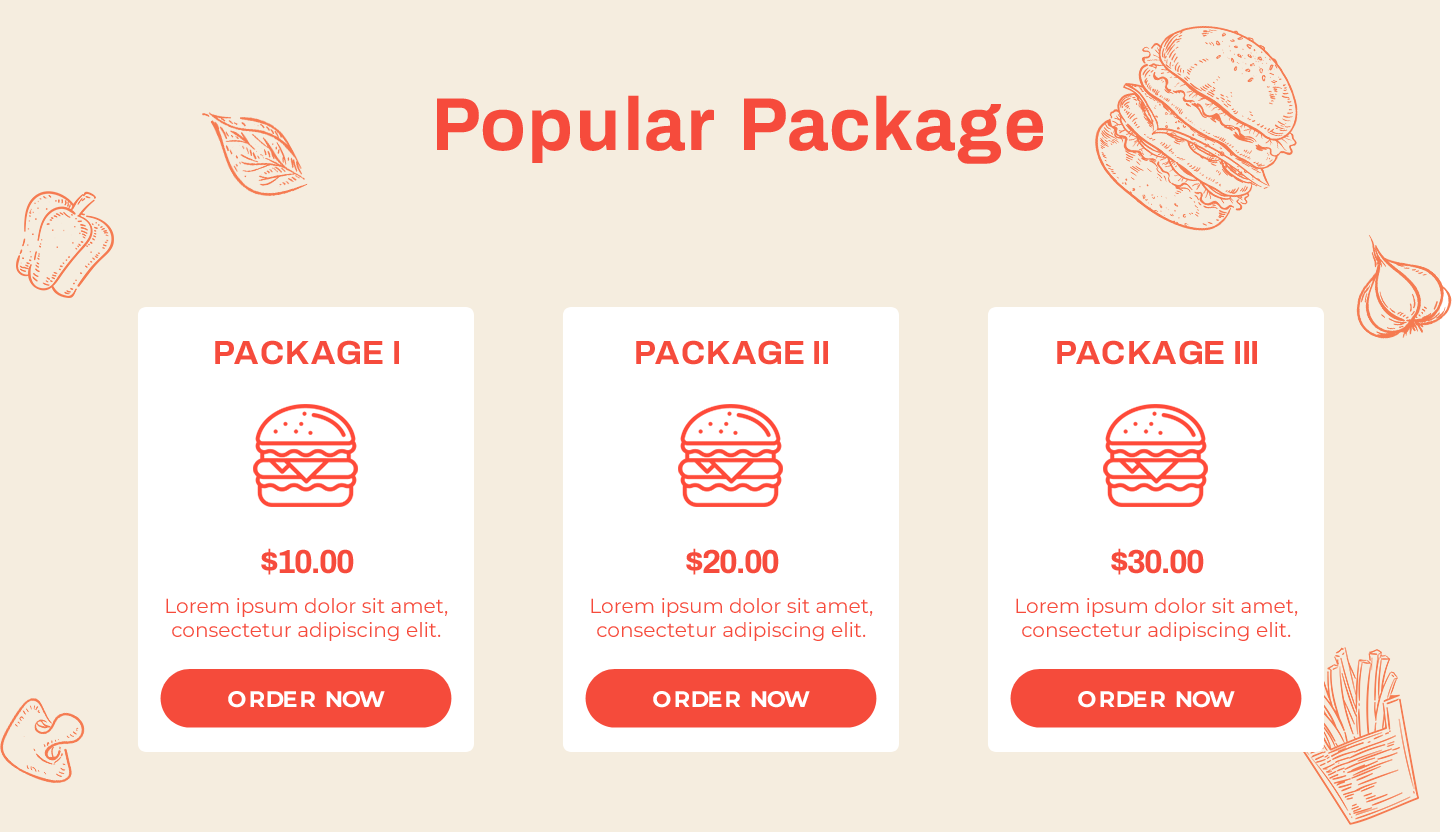 Popular Package
PACKAGE I
$10.00
Lorem ipsum dolor sit amet,
consectetur adipiscing elit.
ORDER NOW
PACKAGE II
$20.00
Lorem ipsum dolor sit amet,
consectetur adipiscing elit.
ORDER NOW
PACKAGE III
$30.00
Lorem ipsum dolor sit amet,
consectetur adipiscing elit.
ORDER NOW